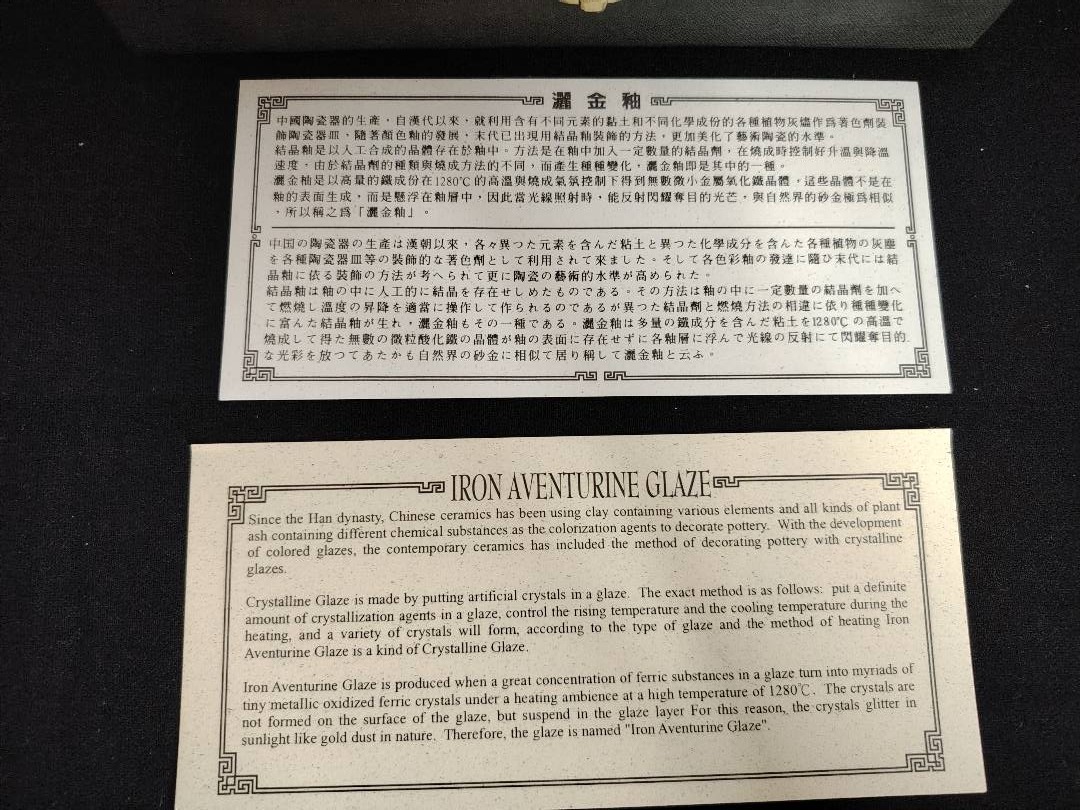 灑金釉
中國陶瓷器的生產，自漢代以來，就利用含有不同元素的黏土和不同化學成份的各種植物灰燼作爲著色劑裝
飾陶瓷器皿，隨著顏色釉的發展，末代已出現用結晶釉裝飾的方法，更加美化了藝術陶瓷的水準。
結晶釉是以人工合成的晶體存在於釉中。方法是在釉中加入一定數量的結晶劑，在燒成時控制好升溫與降溫
速度，由於結晶劑的種類與燒成方法的不同，而產生種種變化，灑金釉即是其中的一種。
灑金釉是以高量的鐵成份在1280℃的高溫與燒成氣氛控制下得到無數微小金屬氧化鐵晶體，這些晶體不是在
釉的表面生成，而是懸浮在釉層中，因此當光線照射時，能反射閃耀奪目的光芒，與自然界的砂金極爲相似
，所以稱之爲「灑金釉」。
中国の陶瓷器の生產は漢朝以來，各々異つた元素を含んだ粘土と異つた化學成分を含んた各種植物の灰塵
を各種陶瓷器皿等の裝飾的な著色劑として利用されて來ました。そして各色彩釉の發達に隨ひ末代には結
晶釉に依る裝飾の方法が考へられて更に陶瓷の藝術的水準が高められた。
結晶釉は釉の中に人工的に結晶を存在せしめたものである。その方法は釉の中に一定數量の結晶劑を加へ
て燃燒し溫度の昇降を適當に操作して作られるのであるが異つた結晶劑と燃燒方法の相違に依り種種變化
に富んた結晶釉が生れ，灑金釉もその一種である。灑金釉は多量の鐵成分を含んだ粘土を1280℃の高溫で
燒成して得た無數の微粒酸化鐵の晶體が釉の表面に存在せずに各釉層に浮んで光線の反射にて閃耀奪目的
な光彩を放つてあたかも自然界の砂金に相似て居り稱して灑金釉と云ふ。
IRON AVENTURINE GLAZE
Since the Han dynasty, Chinese ceramics has been using clay containing various elements and all kinds of plant
ash containing different chemical substances as the colorization agents to decorate pottery. With the development
of colored glazes, the contemporary ceramics has included the method of decorating pottery with crystalline
glazes.
Crystalline Glaze is made by putting artificial crystals in a glaze. The exact method is as follows: put a definite
amount of crystallization agents in a glaze, control the rising temperature and the cooling temperature during the
heating, and a variety of crystals will form, according to the type of glaze and the method of heating Iron
Aventurine Glaze is a kind of Crystalline Glaze.
Iron Aventurine Glaze is produced when a great concentration of ferric substances in a glaze turn into myriads of
tiny metallic oxidized ferric crystals under a heating ambience at a high temperature of 1280℃. The crystals are
not formed on the surface of the glaze, but suspend in the glaze layer For this reason, the crystals glitter in
sunlight like gold dust in nature. Therefore, the glaze is named "Iron Aventurine Glaze".